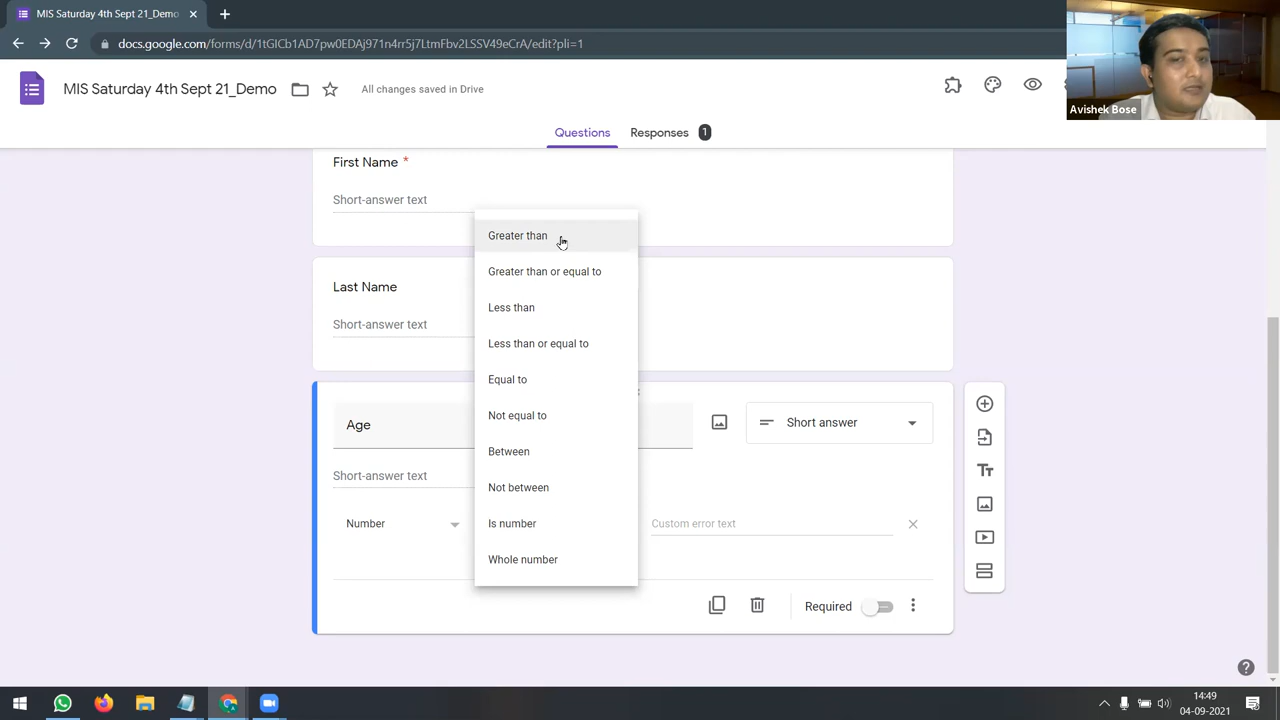 MIS Saturday 4th Sept 21_Demo
docs.google.com/forms/d/1tGICb1AD7pw0EDAj971n4rr5j7LtmFbv2LSSV49eCrA/edit?pli=1
MIS Saturday 4th Sept 21_Demo
All changes saved in Drive
Avishek Bose
Questions
Responses
1
First Name *
Short-answer text
Greater than
Greater than or equal to
Last Name
Less than
Short-answer text
Less than or equal to
Equal to
Not equal to
Age
Short answer
Between
Short-answer text
Not between
Number
Is number
Custom error text
Whole number
Required
14:49
04-09-2021